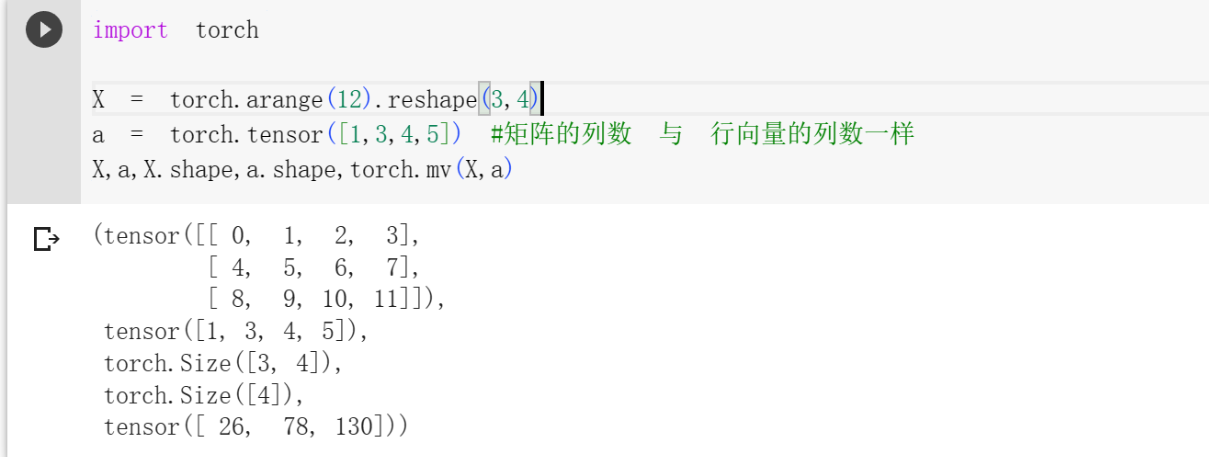 import torch
X = torch.arange(12).reshape(3,4)
a = torch.tensor([1,3,4,5]) #矩阵的列数 与 行向量的列数一样
X,a,X.shape,a.shape,torch.mv(X,a)
(tensor([[ 0, 1, 2, 3],
[ 4, 5, 6, 7],
[ 8, 9, 10, 11]]),
tensor([1, 3, 4, 5]),
torch.Size([3, 4]),
torch.Size([4]),
tensor([ 26, 78, 130]))